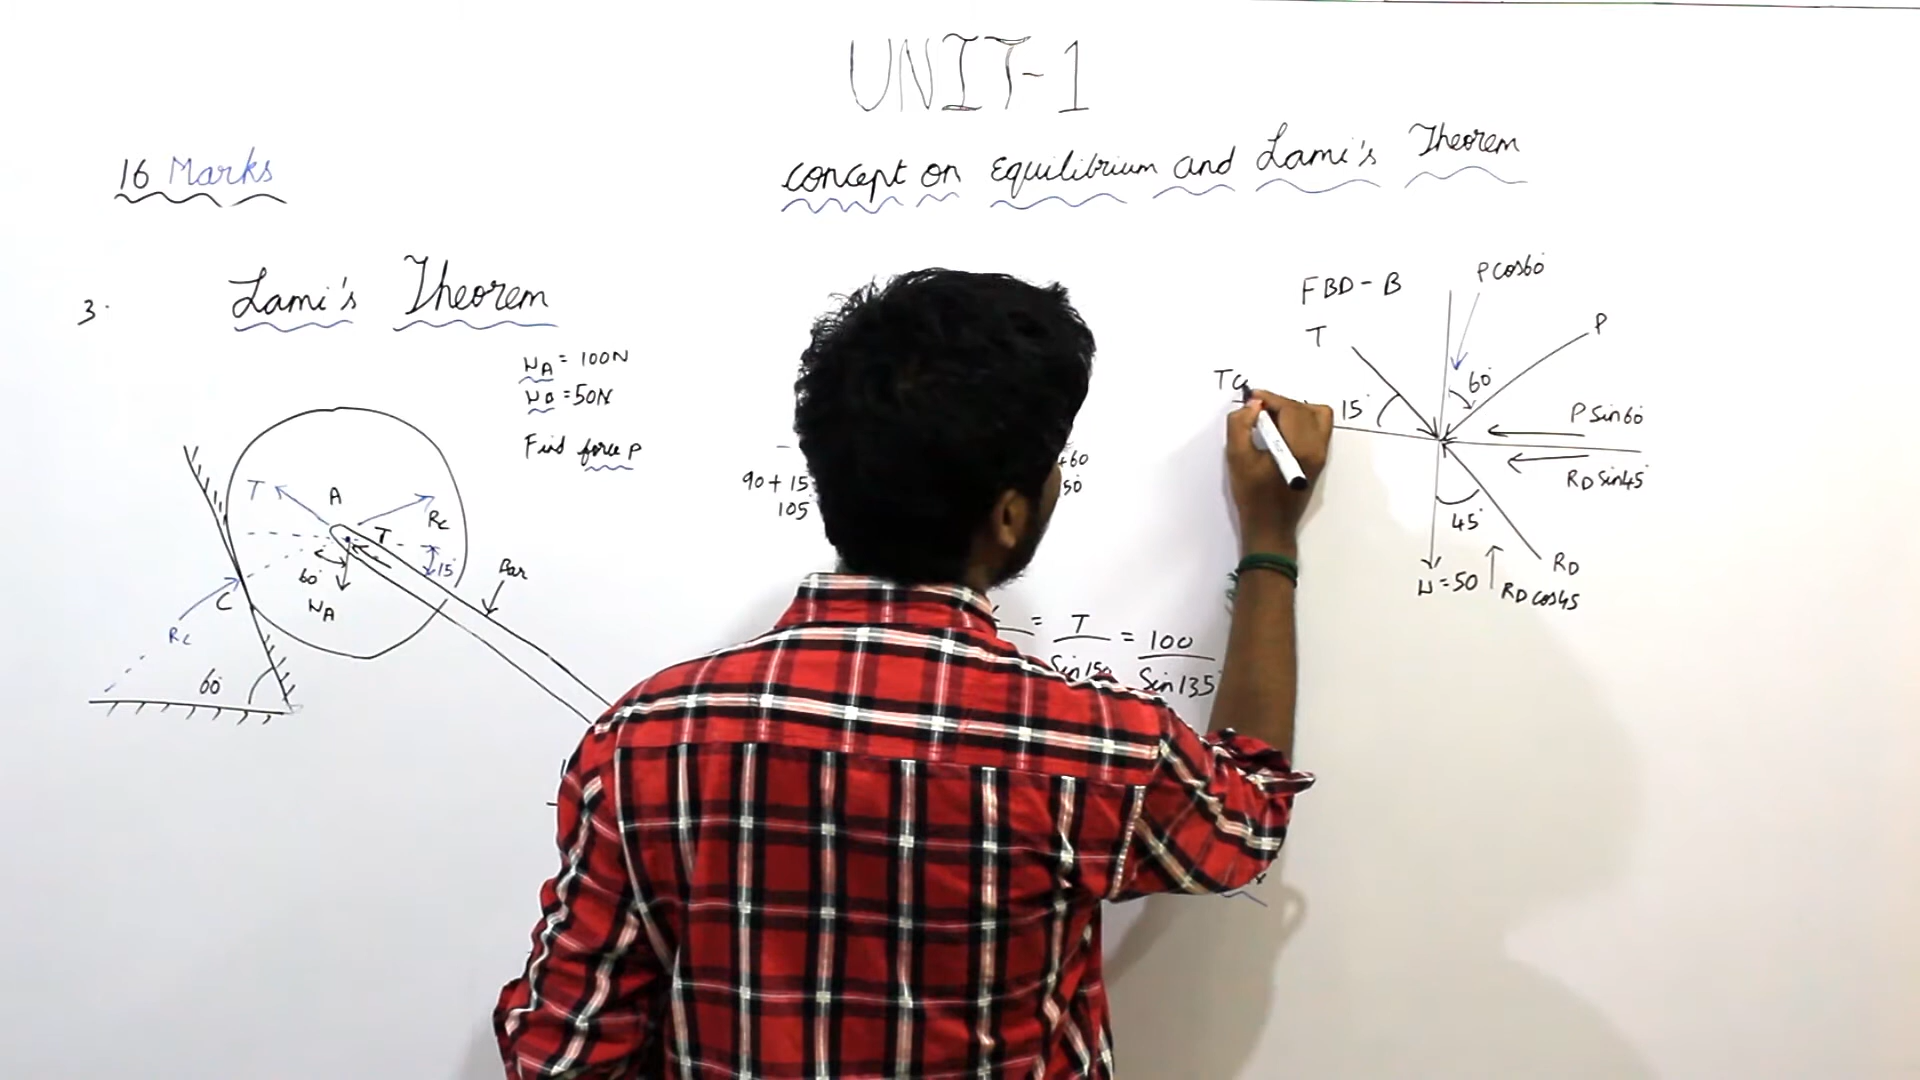 UNIT-1
16 Marks
concept on Equilibrium and Lami's Theorem
3.
Lami's Theorem
WA = 100N
WB = 50N
Find force P
T
A
RC
T
15°
Bar
60°
WA
C
RC
60°
90+15
105
+60
50
= T = 100
Sin150 Sin135
FBD-B
P cos60°
T
P
60°
T
15°
P Sin60
RD Sin45°
45°
RD
W=50
RD cos45